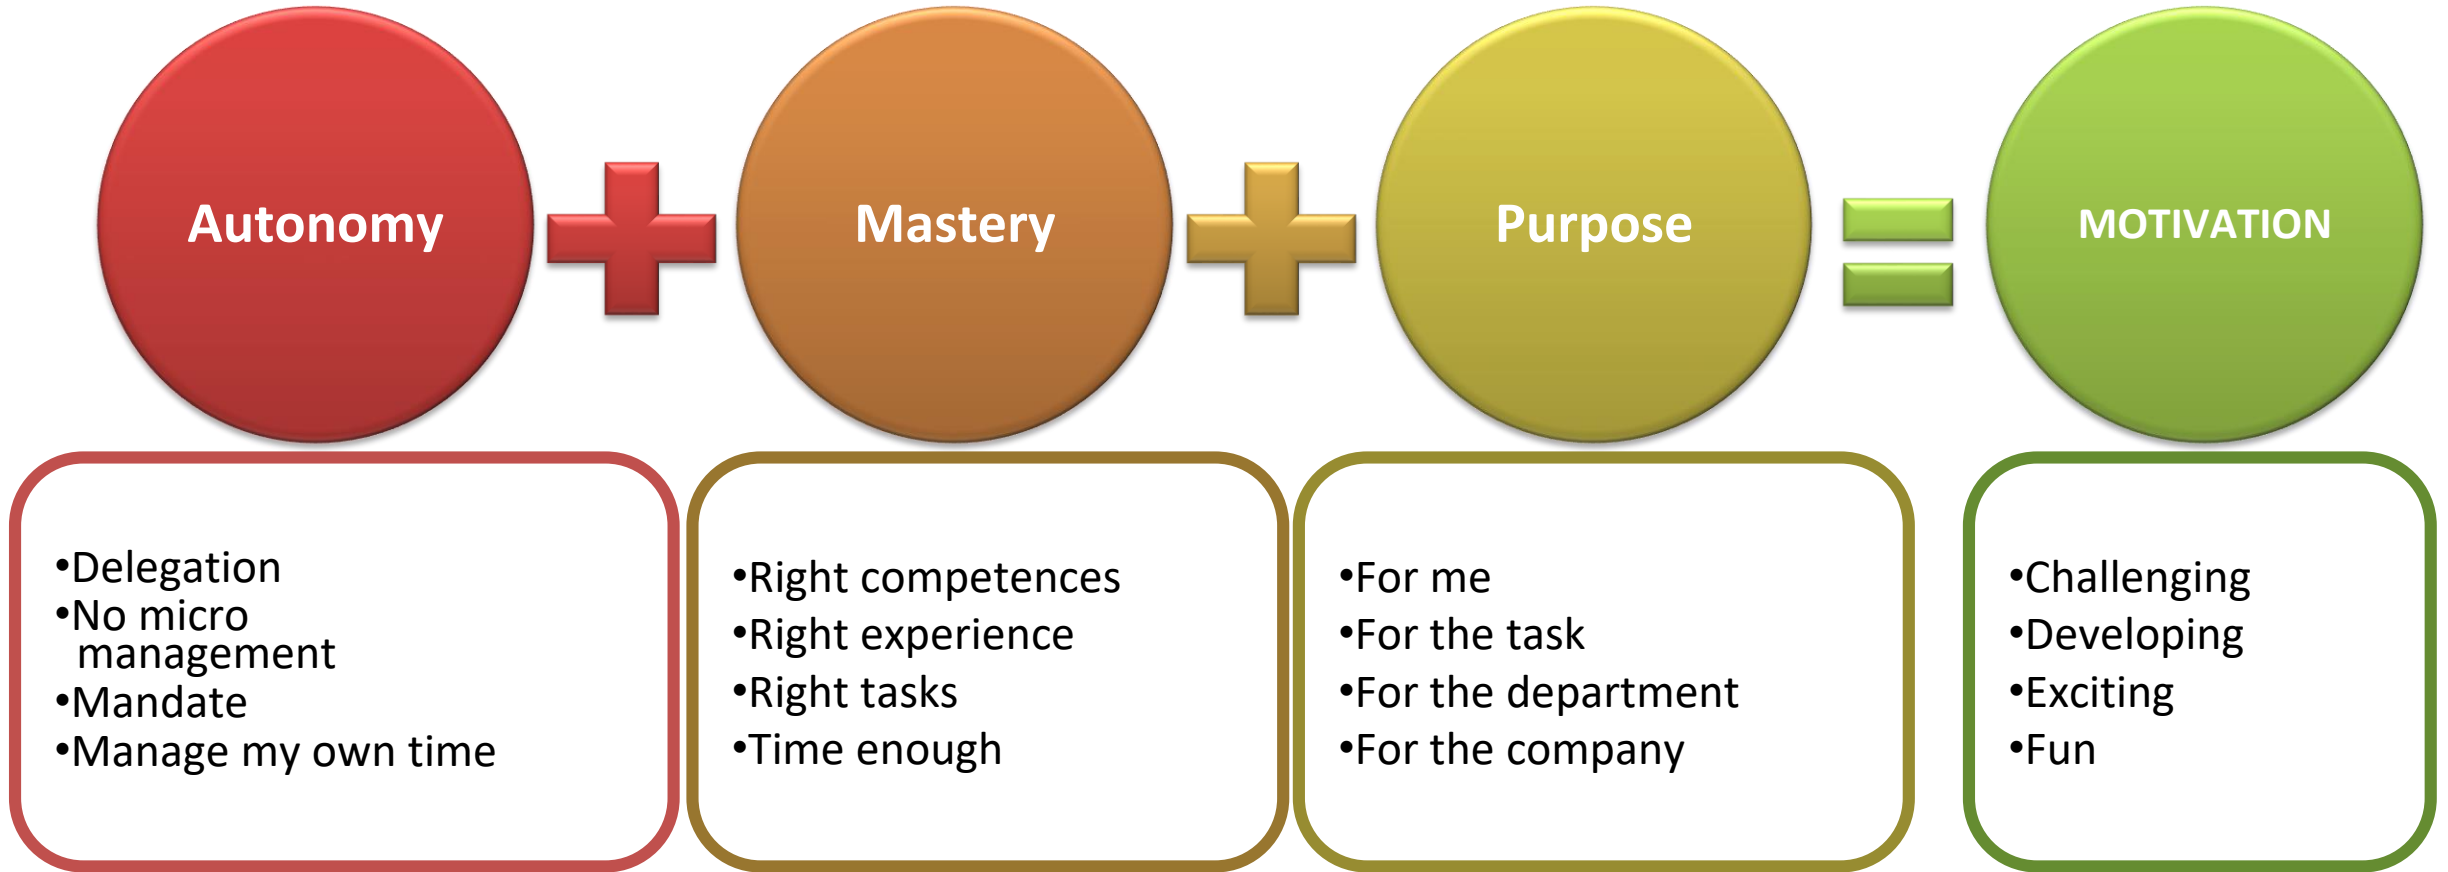 Autonomy
Mastery
Purpose
MOTIVATION
•Delegation
•No micro
management
•Mandate
•Manage my own time
•Right competences
•Right experience
•Right tasks
•Time enough
•For me
•For the task
•For the department
•For the company
•Challenging
•Developing
•Exciting
•Fun